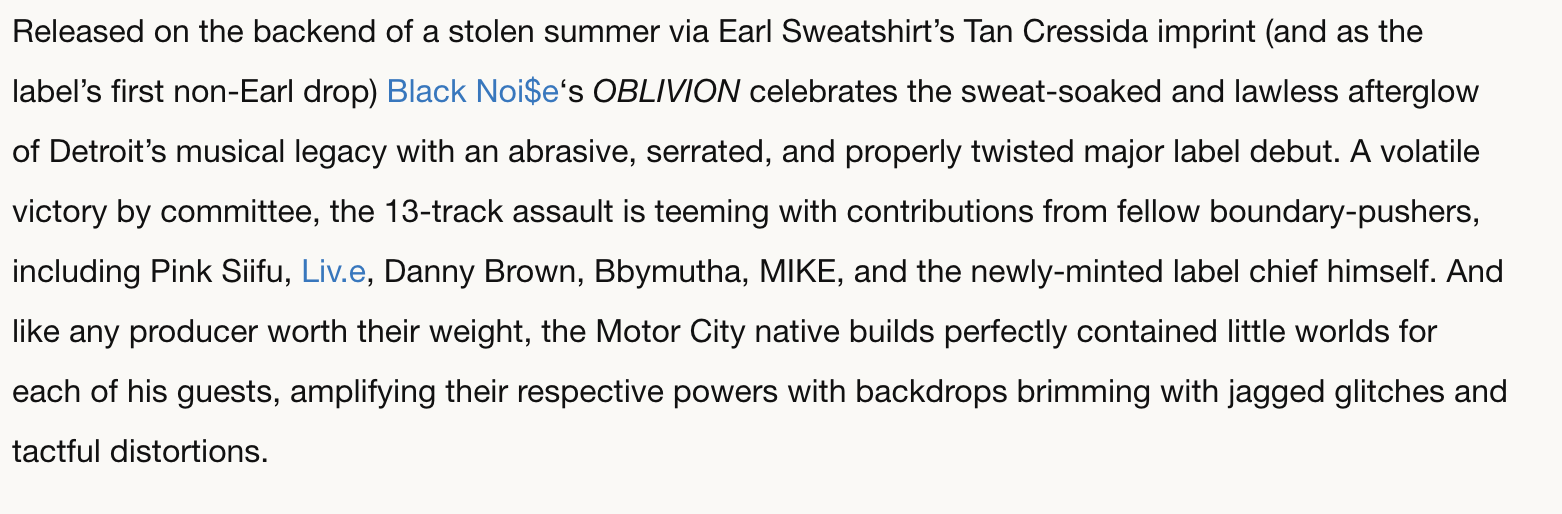 Released on the backend of a stolen summer via Earl Sweatshirt’s Tan Cressida imprint (and as the
label’s first non-Earl drop) Black Noi$e‘s OBLIVION celebrates the sweat-soaked and lawless afterglow
of Detroit’s musical legacy with an abrasive, serrated, and properly twisted major label debut. A volatile
victory by committee, the 13-track assault is teeming with contributions from fellow boundary-pushers,
including Pink Siifu, Liv.e, Danny Brown, Bbymutha, MIKE, and the newly-minted label chief himself. And
like any producer worth their weight, the Motor City native builds perfectly contained little worlds for
each of his guests, amplifying their respective powers with backdrops brimming with jagged glitches and
tactful distortions.